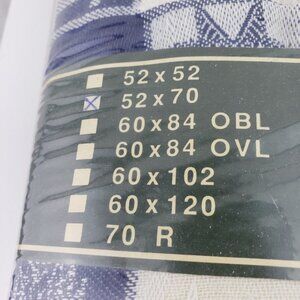 52 x 52
52 x 70
60 x 84 OBL
60 x 84 OVL
60 x 102
60 x 120
70 R